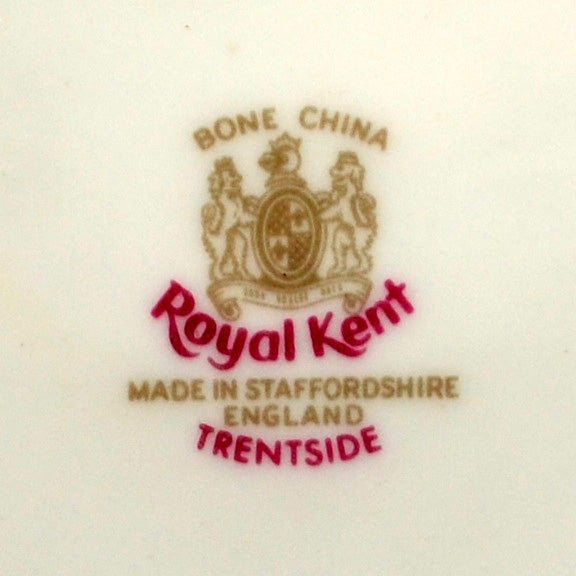 BONE CHINA
Royal Kent
MADE IN STAFFORDSHIRE
ENGLAND
TRENTSIDE